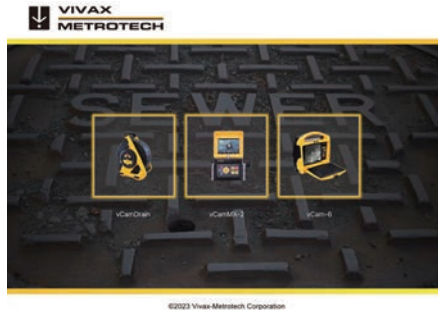 VIVAX
METROTECH
SEWER
vCamDrain
vCamMX-2
vCam-6
©2023 Vivax-Metrotech Corporation